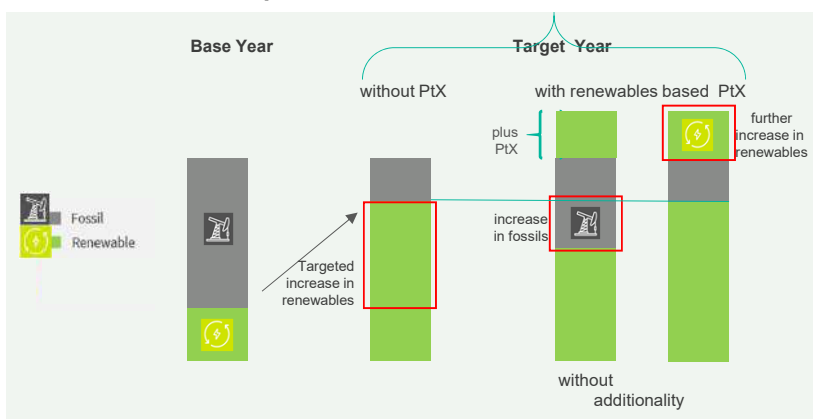 Base Year
Target Year
without PtX
with renewables based PtX
plus
PtX
further
increase in
renewables
Fossil
Renewable
increase
in fossils
Targeted
increase in
renewables
without
additionality